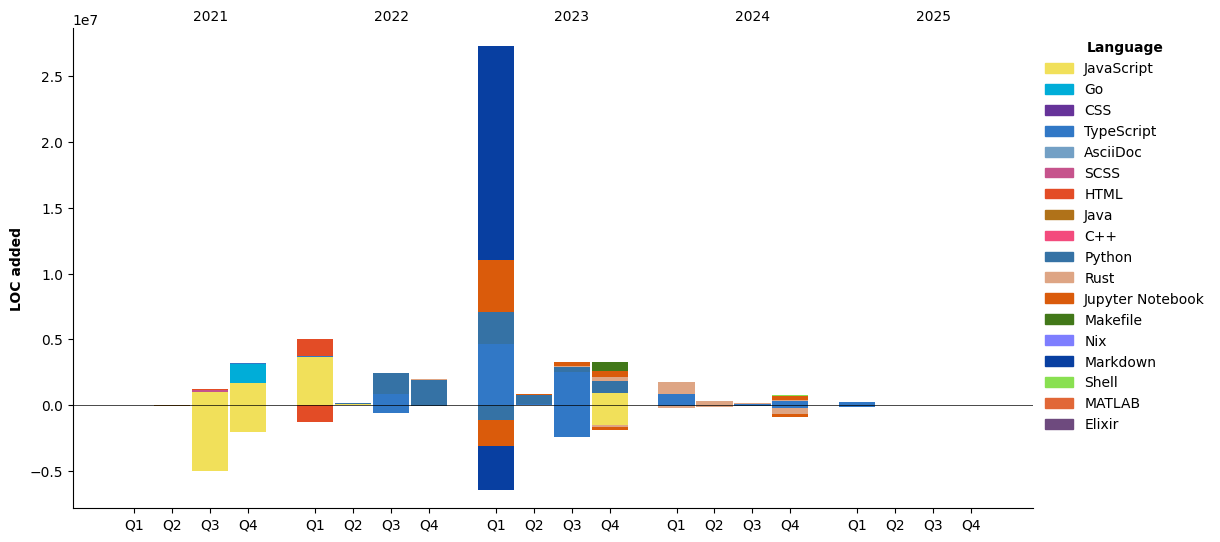 2021 2022 2023 2024 2025
1e7
2.5
2.0
1.5
1.0
0.5
0.0
−0.5
LOC added
Q1 Q2 Q3 Q4 Q1 Q2 Q3 Q4 Q1 Q2 Q3 Q4 Q1 Q2 Q3 Q4 Q1 Q2 Q3 Q4
Language
JavaScript
Go
CSS
TypeScript
AsciiDoc
SCSS
HTML
Java
C++
Python
Rust
Jupyter Notebook
Makefile
Nix
Markdown
Shell
MATLAB
Elixir